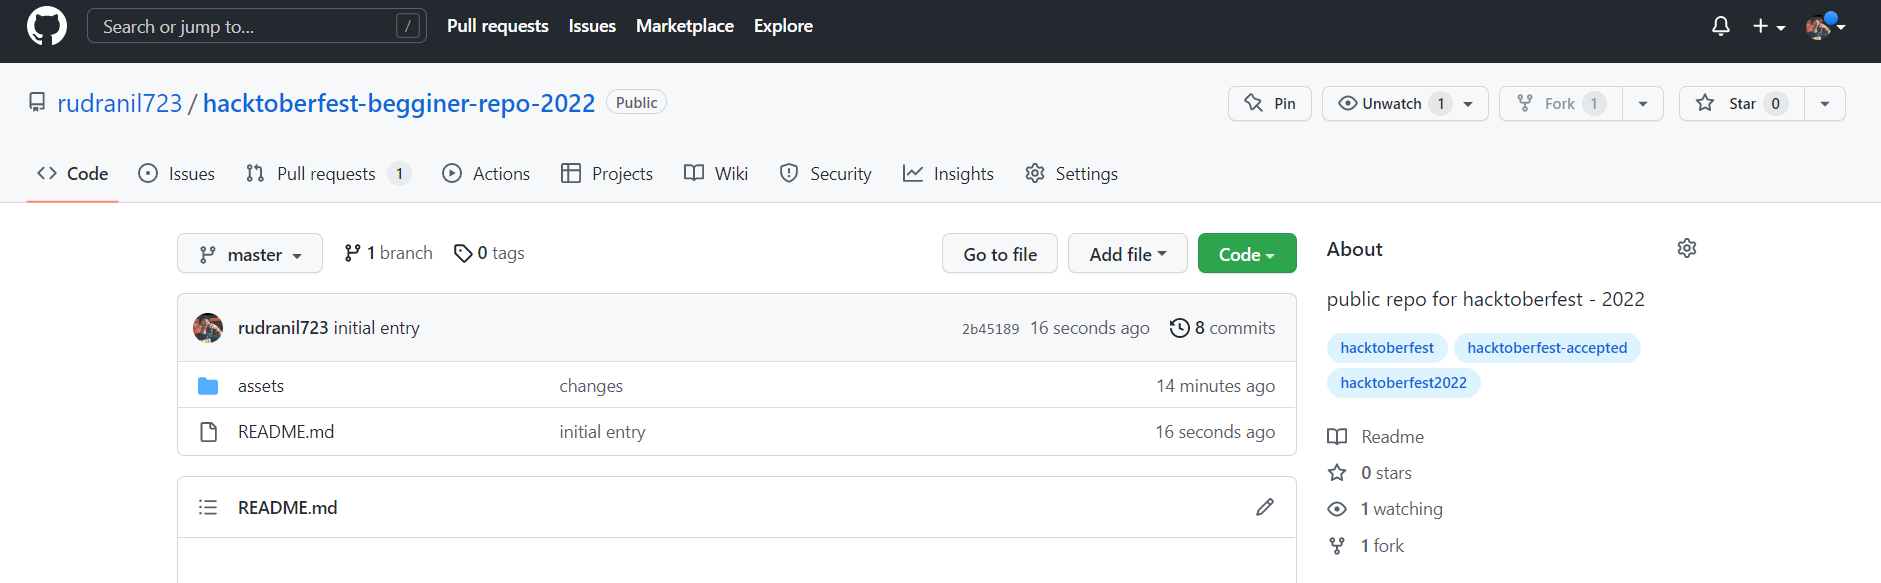 Search or jump to... / Pull requests Issues Marketplace Explore
rudranil723 / hacktoberfest-begginer-repo-2022 Public Pin Unwatch 1 Fork 1 Star 0
Code Issues Pull requests 1 Actions Projects Wiki Security Insights Settings
master 1 branch 0 tags Go to file Add file Code
rudranil723 initial entry 2b45189 16 seconds ago 8 commits
assets changes 14 minutes ago
README.md initial entry 16 seconds ago
README.md
About
public repo for hacktoberfest - 2022
hacktoberfest hacktoberfest-accepted
hacktoberfest2022
Readme
0 stars
1 watching
1 fork